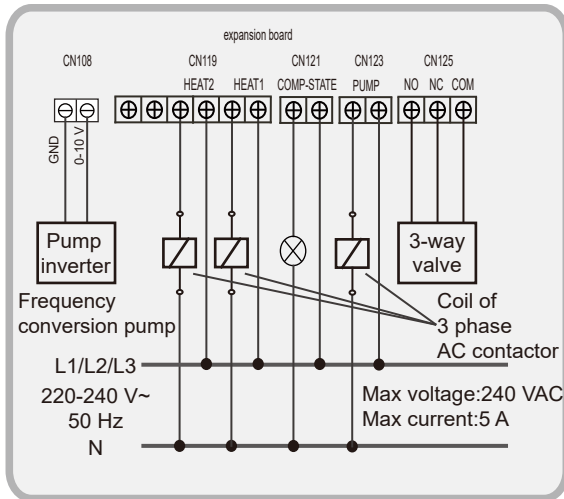 expansion board
CN108 CN119 CN121 CN123 CN125
HEAT2 HEAT1 COMP-STATE PUMP NO NC COM
GND
0-10 V
Pump
inverter
3-way
valve
Frequency
conversion pump
Coil of
3 phase
AC contactor
L1/L2/L3
220-240 V~
50 Hz
N
Max voltage:240 VAC
Max current:5 A